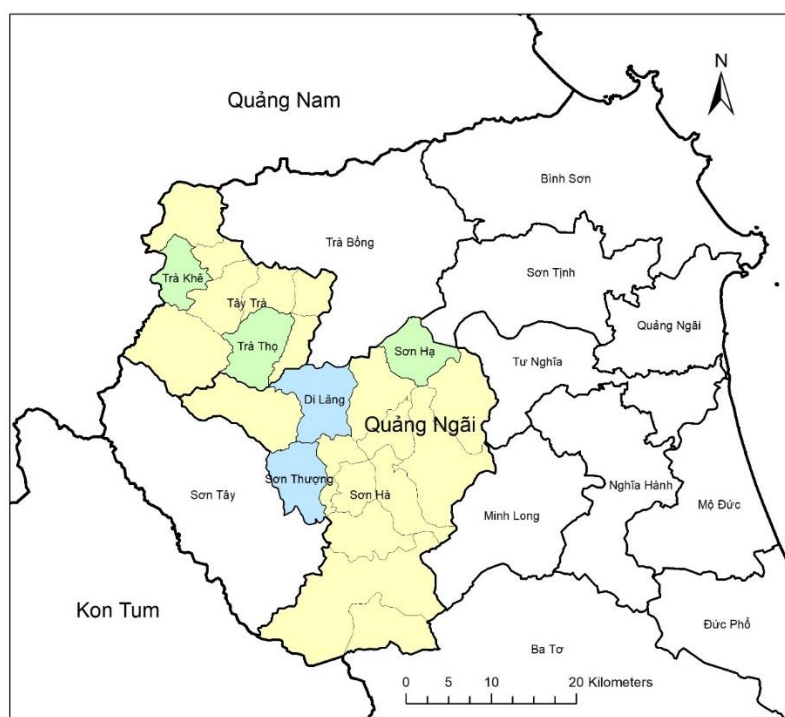 N
Quảng Nam
Bình Sơn
Trà Bồng
Trà Khê
Sơn Tịnh
Tây Trà
Quảng Ngãi
Trà Thọ
Sơn Hạ
Tư Nghĩa
Di Lăng
Quảng Ngãi
Sơn Thượng
Sơn Tây
Sơn Hà
Nghĩa Hành
Mộ Đức
Minh Long
Kon Tum
Đức Phổ
Ba Tơ
0 5 10 20 Kilometers